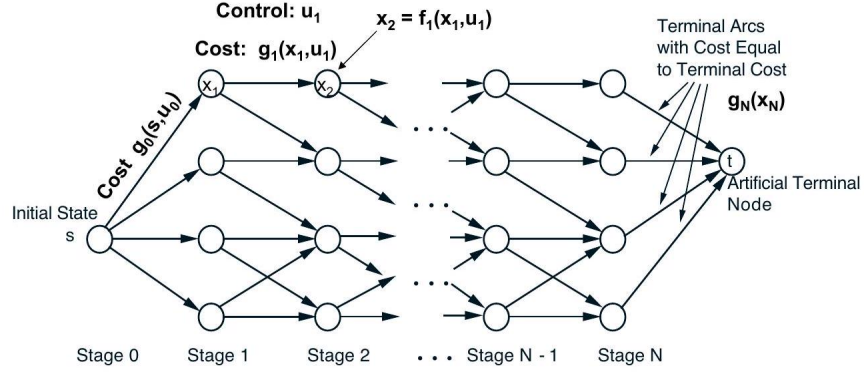 Control: u1
x2 = f1(x1,u1)
Cost: g1(x1,u1)
Terminal Arcs
with Cost Equal
to Terminal Cost
gN(xN)
x1
x2
Cost g0(s,u0)
. . .
t
Artificial Terminal
Node
Initial State
s
. . .
. . .
. . .
Stage 0
Stage 1
Stage 2
. . .
Stage N - 1
Stage N